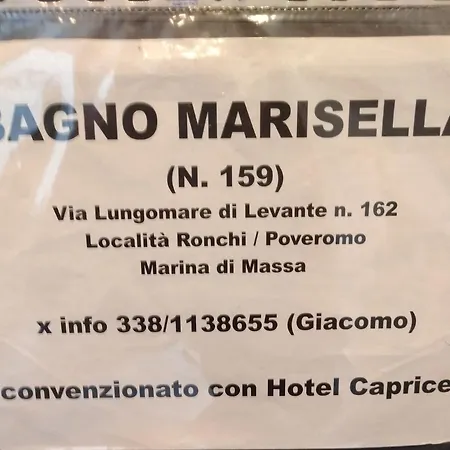 BAGNO MARISELLA
(N. 159)
Via Lungomare di Levante n. 162
Località Ronchi / Poveromo
Marina di Massa
x info 338/1138655 (Giacomo)
convenzionato con Hotel Caprice